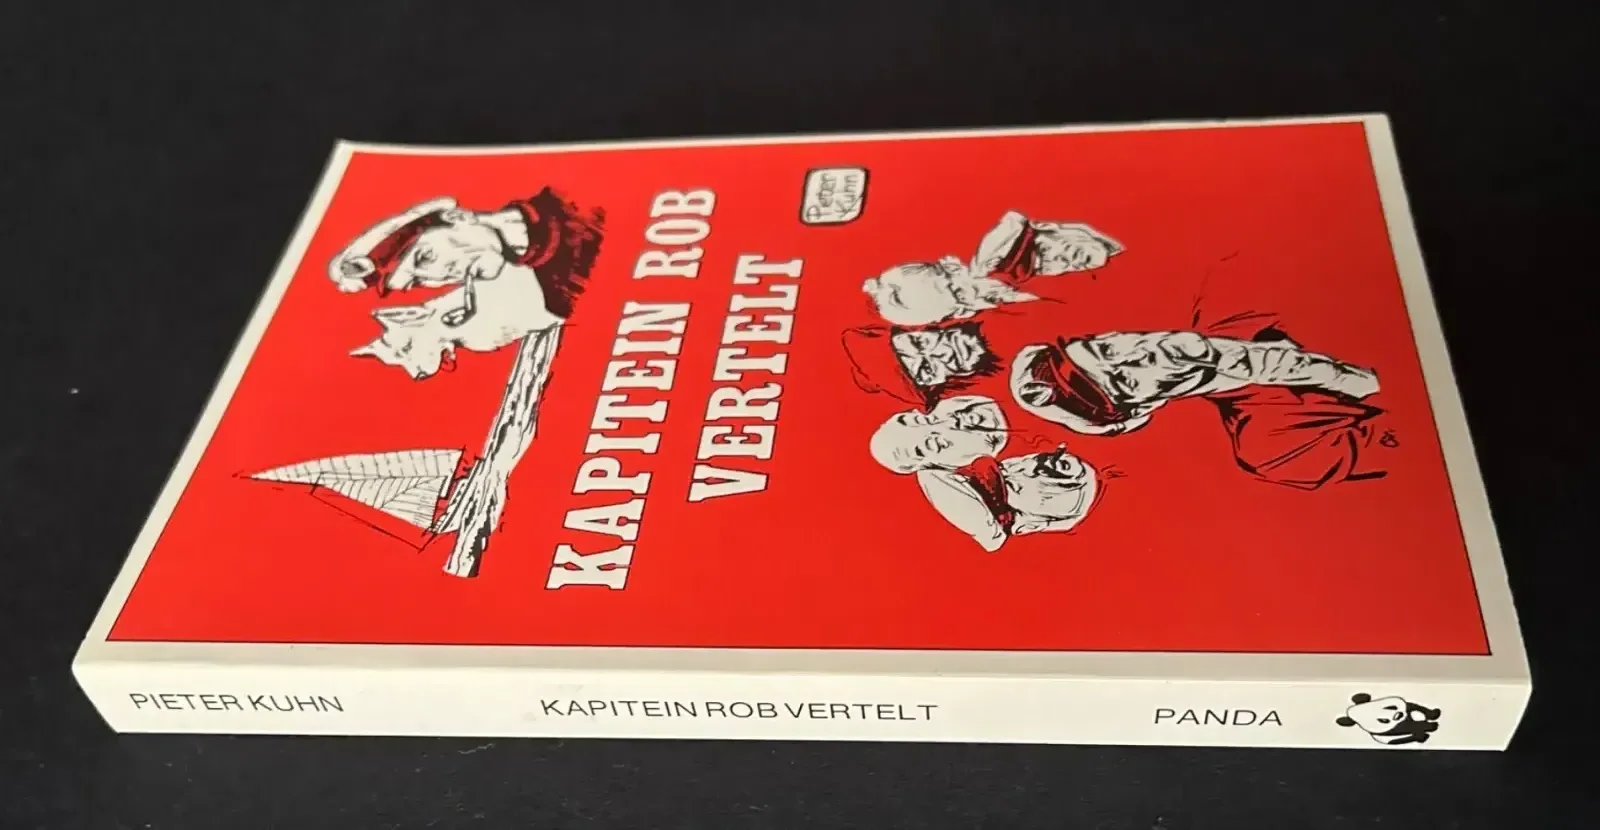 KAPITEIN ROB
VERTELT
Pieter
Kuhn
PIETER KUHN
KAPITEIN ROB VERTELT
PANDA